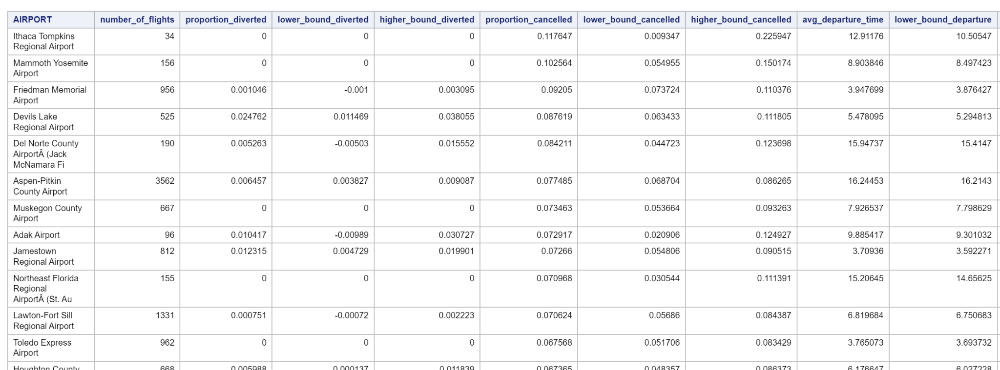 AIRPORT number_of_flights proportion_diverted lower_bound_diverted higher_bound_diverted proportion_cancelled lower_bound_cancelled higher_bound_cancelled avg_departure_time lower_bound_departure
Ithaca Tompkins 34 0 0 0 0.117647 0.009347 0.225947 12.91176 10.50547
Regional Airport
Mammoth Yosemite 156 0 0 0 0.102564 0.054955 0.150174 8.903846 8.497423
Airport
Friedman Memorial 956 0.001046 -0.001 0.003095 0.09205 0.073724 0.110376 3.947699 3.876427
Airport
Devils Lake 525 0.024762 0.011469 0.038055 0.087619 0.063433 0.111805 5.478095 5.294813
Regional Airport
Del Norte County 190 0.005263 -0.00503 0.015552 0.084211 0.044723 0.123698 15.94737 15.4147
AirportÂ (Jack
McNamara Fi
Aspen-Pitkin 3562 0.006457 0.003827 0.009087 0.077485 0.068704 0.086265 16.24453 16.2143
County Airport
Muskegon County 667 0 0 0 0.073463 0.053664 0.093263 7.926537 7.798629
Airport
Adak Airport 96 0.010417 -0.00989 0.030727 0.072917 0.020906 0.124927 9.885417 9.301032
Jamestown 812 0.012315 0.004729 0.019901 0.07266 0.054806 0.090515 3.70936 3.592271
Regional Airport
Northeast Florida 155 0 0 0 0.070968 0.030544 0.111391 15.20645 14.65625
Regional
AirportÂ (St. Au
Lawton-Fort Sill 1331 0.000751 -0.00072 0.002223 0.070624 0.05686 0.084387 6.819684 6.750683
Regional Airport
Toledo Express 962 0 0 0 0.067568 0.051706 0.083429 3.765073 3.693732
Airport
Houghton County 668 0.005988 0.000137 0.011839 0.067365 0.048357 0.086373 6.176647 6.027228